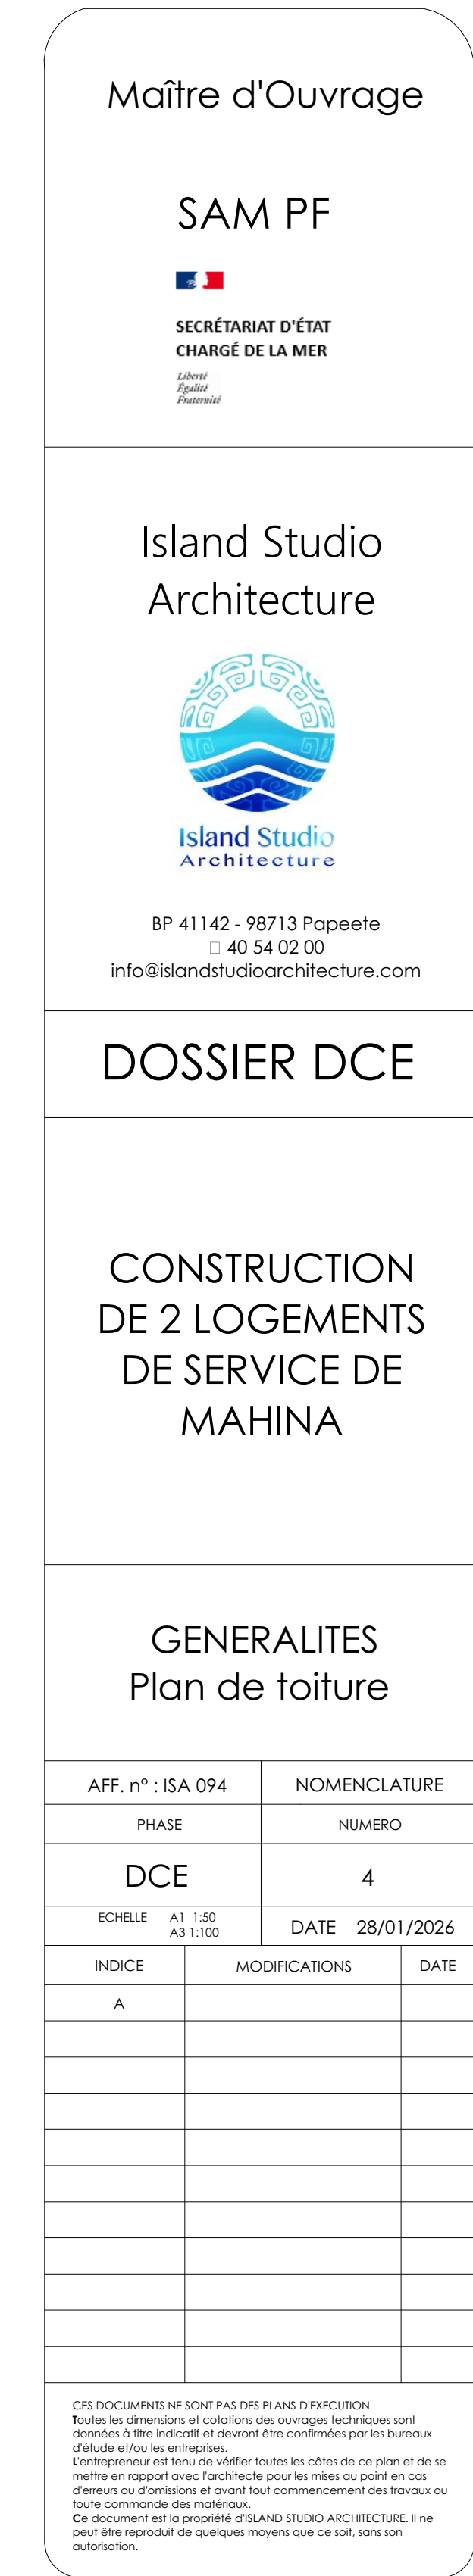 Maître d'Ouvrage
SAM PF
SECRÉTARIAT D'ÉTAT
CHARGÉ DE LA MER
Liberté
Égalité
Fraternité
Island Studio
Architecture
Island Studio
Architecture
BP 41142 - 98713 Papeete
40 54 02 00
info@islandstudioarchitecture.com
DOSSIER DCE
CONSTRUCTION
DE 2 LOGEMENTS
DE SERVICE DE
MAHINA
GENERALITES
Plan de toiture
AFF. n° : ISA 094 NOMENCLATURE
PHASE NUMERO
DCE 4
ECHELLE A1 1:50
A3 1:100
DATE 28/01/2026
INDICE MODIFICATIONS DATE
A
CES DOCUMENTS NE SONT PAS DES PLANS D'EXECUTION
Toutes les dimensions et cotations des ouvrages techniques sont
données à titre indicatif et devront être confirmées par les bureaux
d'étude et/ou les entreprises.
L'entrepreneur est tenu de vérifier toutes les côtes de ce plan et de se
mettre en rapport avec l'architecte pour les mises au point en cas
d'erreurs ou d'omissions et avant tout commencement des travaux ou
toute commande des matériaux.
Ce document est la propriété d'ISLAND STUDIO ARCHITECTURE. Il ne
peut être reproduit de quelques moyens que ce soit, sans son
autorisation.